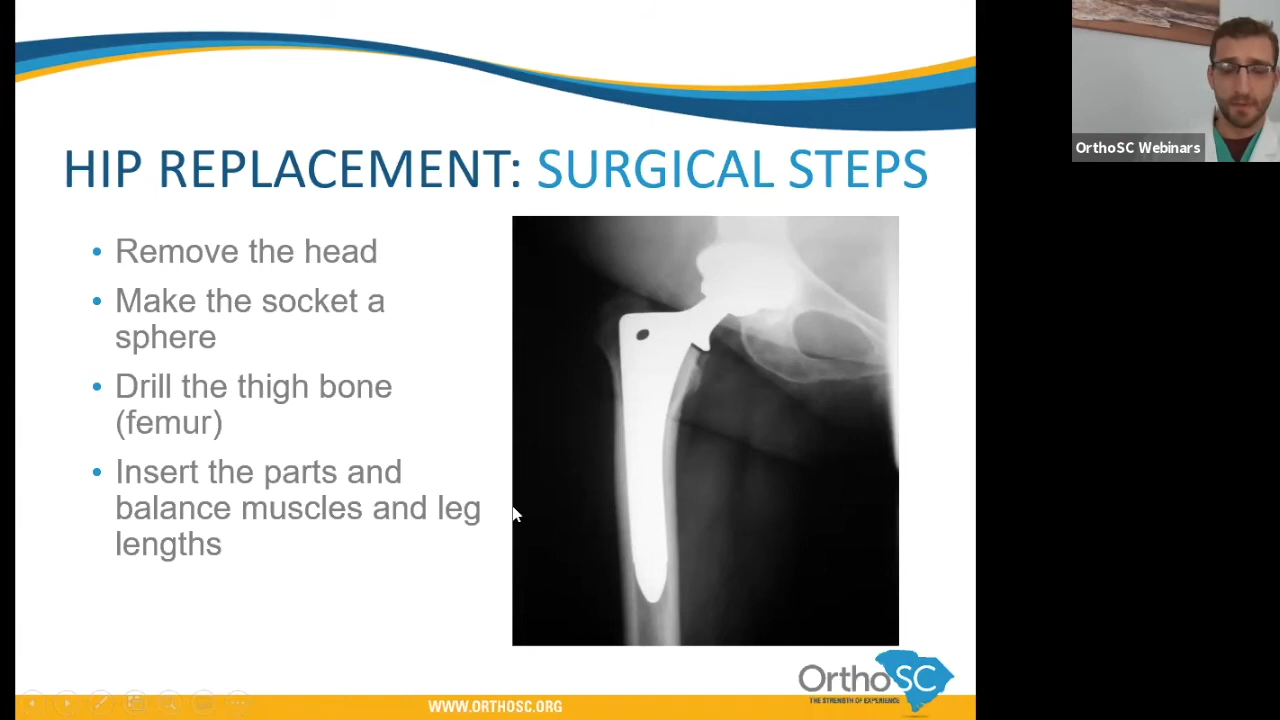 OrthoSC Webinars
HIP REPLACEMENT: SURGICAL STEPS
• Remove the head
• Make the socket a
sphere
• Drill the thigh bone
(femur)
• Insert the parts and
balance muscles and leg
lengths
OrthoSC
THE STRENGTH OF EXPERIENCE
WWW.ORTHOSC.ORG